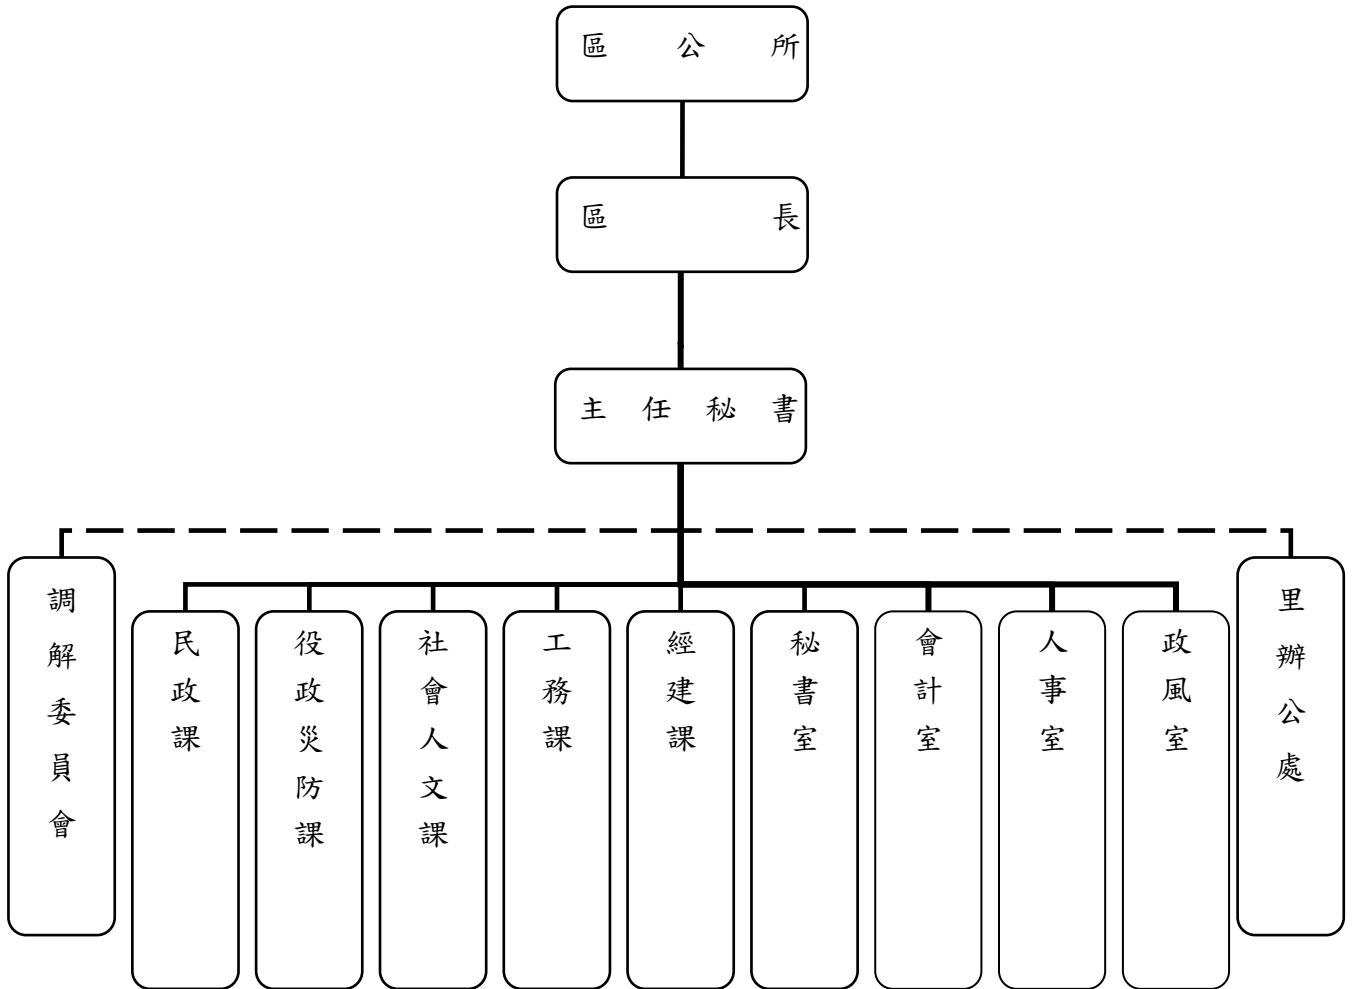 區公所
區長
主任秘書
調解委員會
民政課
役政災防課
社會人文課
工務課
經建課
秘書室
會計室
人事室
政風室
里辦公處